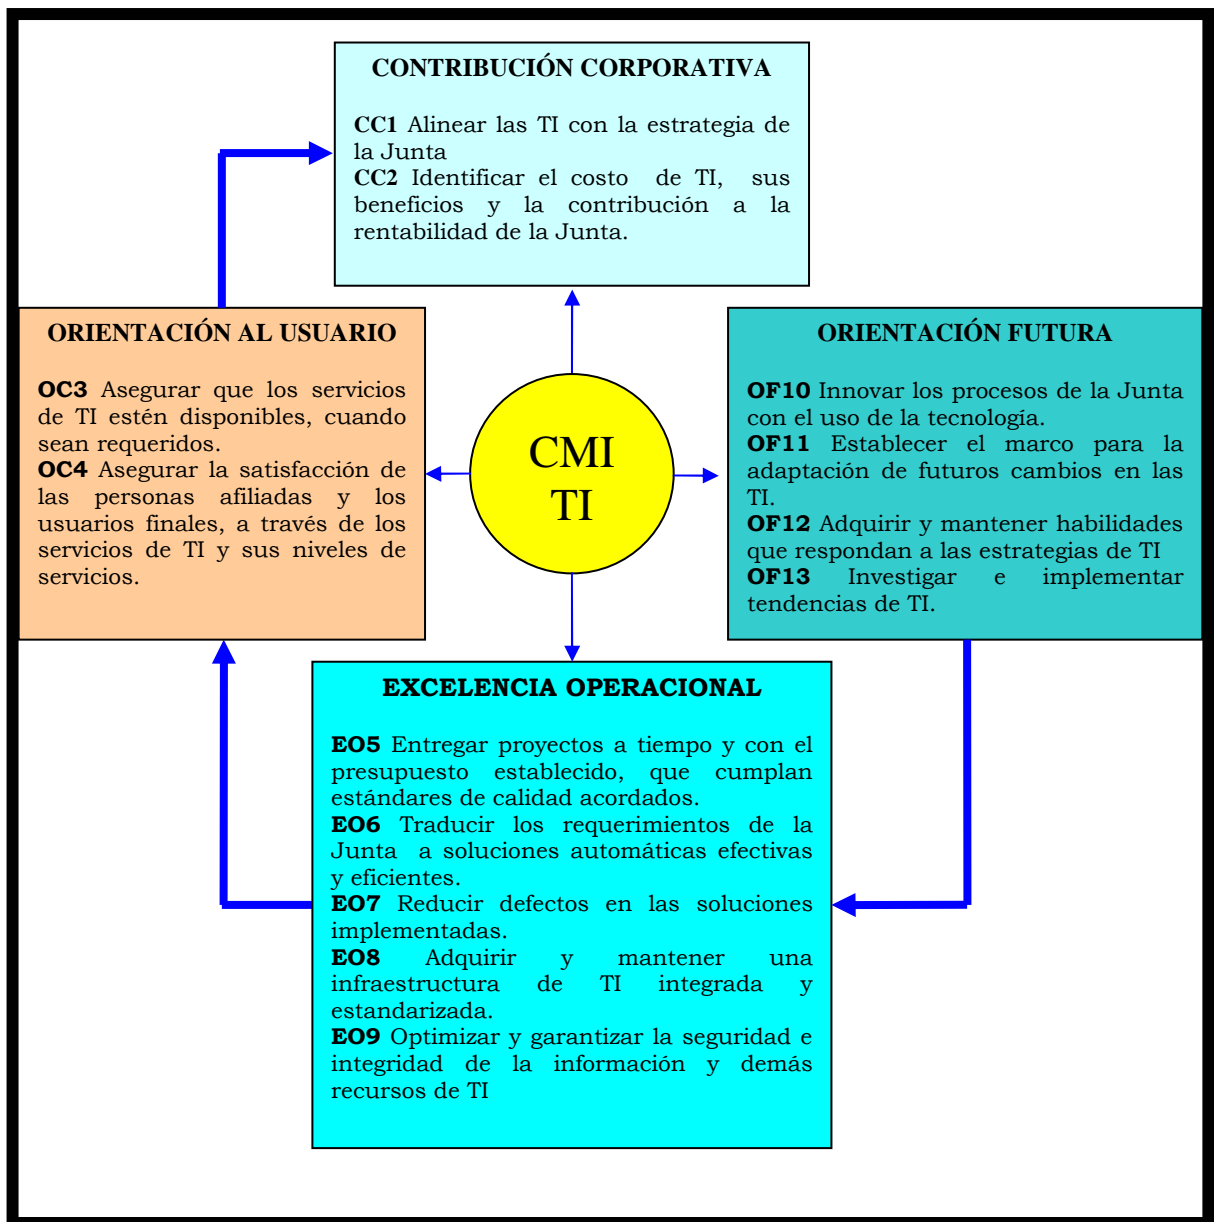 CONTRIBUCIÓN CORPORATIVA
CC1 Alinear las TI con la estrategia de
la Junta
CC2 Identificar el costo de TI, sus
beneficios y la contribución a la
rentabilidad de la Junta.
ORIENTACIÓN AL USUARIO
OC3 Asegurar que los servicios
de TI estén disponibles, cuando
sean requeridos.
OC4 Asegurar la satisfacción de
las personas afiliadas y los
usuarios finales, a través de los
servicios de TI y sus niveles de
servicios.
CMI
TI
ORIENTACIÓN FUTURA
OF10 Innovar los procesos de la Junta
con el uso de la tecnología.
OF11 Establecer el marco para la
adaptación de futuros cambios en las
TI.
OF12 Adquirir y mantener habilidades
que respondan a las estrategias de TI
OF13 Investigar e implementar
tendencias de TI.
EXCELENCIA OPERACIONAL
EO5 Entregar proyectos a tiempo y con el
presupuesto establecido, que cumplan
estándares de calidad acordados.
EO6 Traducir los requerimientos de la
Junta a soluciones automáticas efectivas
y eficientes.
EO7 Reducir defectos en las soluciones
implementadas.
EO8 Adquirir y mantener una
infraestructura de TI integrada y
estandarizada.
EO9 Optimizar y garantizar la seguridad e
integridad de la información y demás
recursos de TI